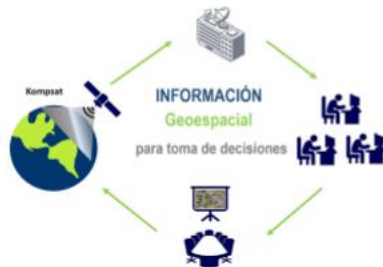 Kompsat
INFORMACIÓN
Geoespacial
para toma de decisiones